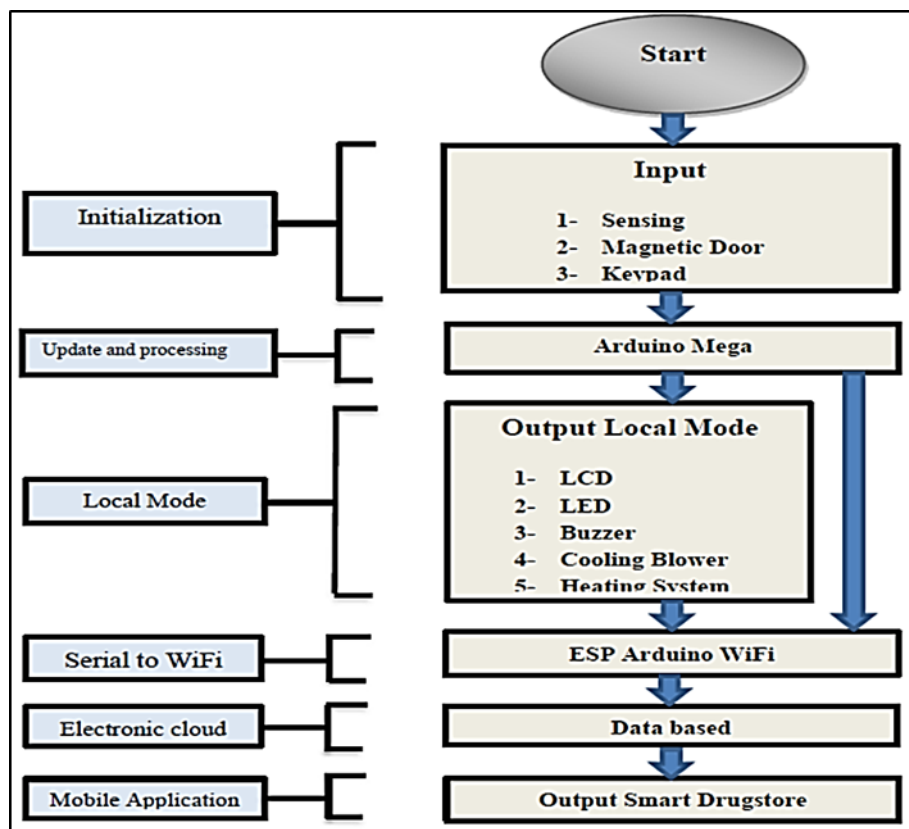 Start
Initialization
Input
1- Sensing
2- Magnetic Door
3- Keypad
Update and processing
Arduino Mega
Local Mode
Output Local Mode
1- LCD
2- LED
3- Buzzer
4- Cooling Blower
5- Heating System
Serial to WiFi
ESP Arduino WiFi
Electronic cloud
Data based
Mobile Application
Output Smart Drugstore